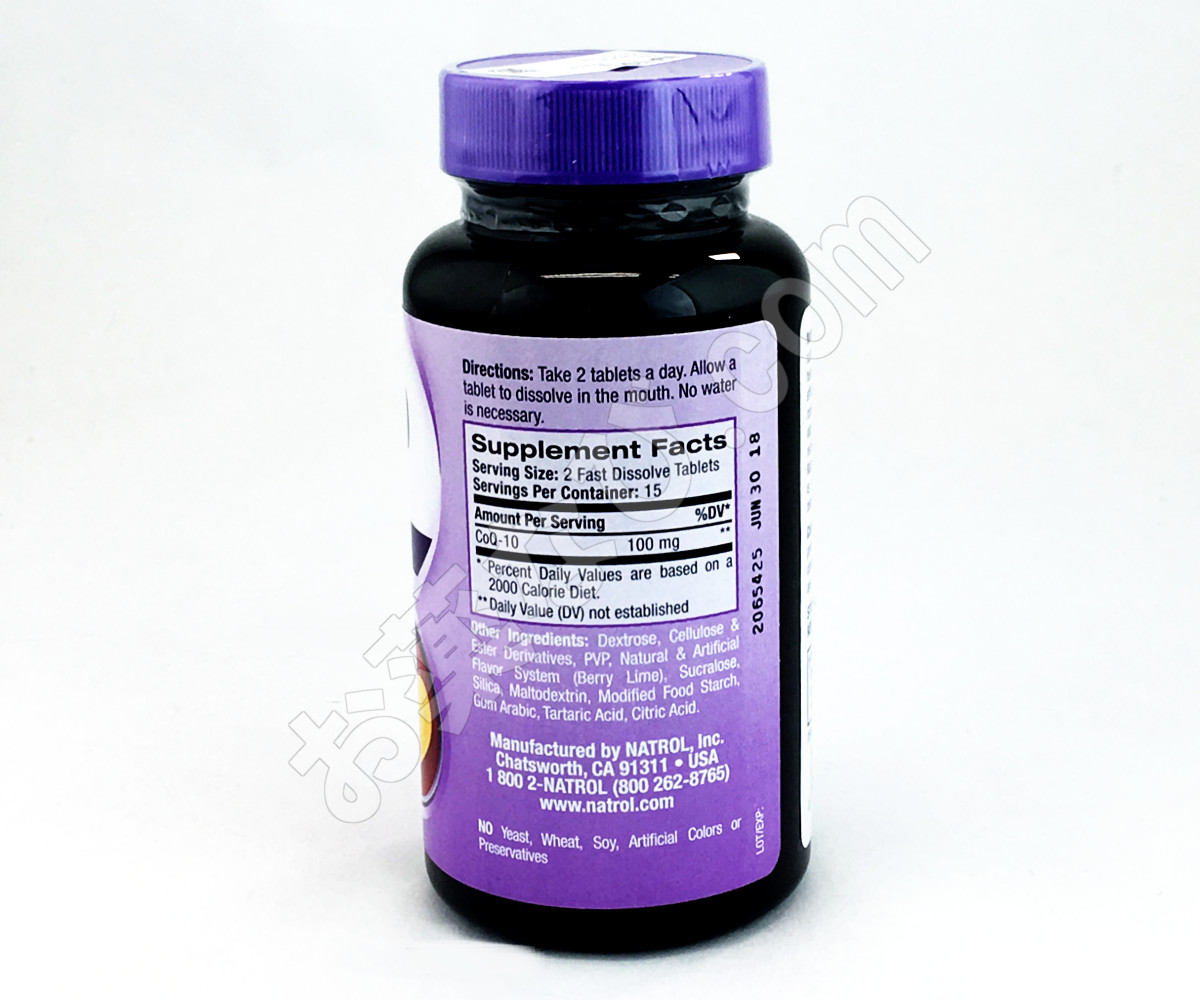 Directions: Take 2 tablets a day. Allow a
tablet to dissolve in the mouth. No water
is necessary.
Supplement Facts
Serving Size: 2 Fast Dissolve Tablets
Servings Per Container: 15
Amount Per Serving %DV*
CoQ-10 100 mg **
* Percent Daily Values are based on a
2000 Calorie Diet.
** Daily Value (DV) not established
Other Ingredients: Dextrose, Cellulose &
Ester Derivatives, PVP, Natural & Artificial
Flavor System (Berry Lime), Sucralose,
Silica, Maltodextrin, Modified Food Starch,
Gum Arabic, Tartaric Acid, Citric Acid.
Manufactured by NATROL, Inc.
Chatsworth, CA 91311 • USA
1 800 2-NATROL (800 262-8765)
www.natrol.com
NO Yeast, Wheat, Soy, Artificial Colors or
Preservatives
LOT/EXP:
2065425 JUN 30 18
.com